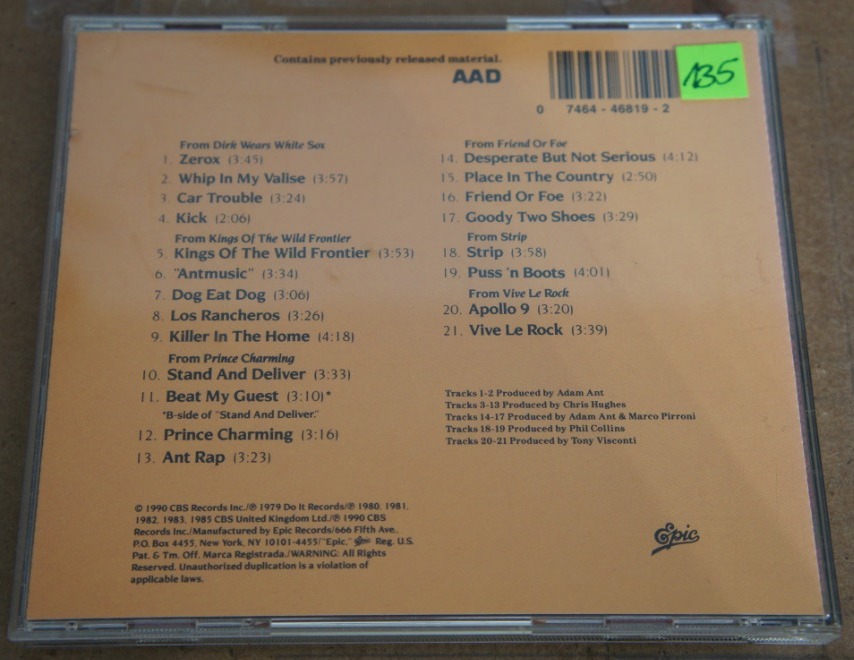 Contains previously released material.
AAD
135
0 7464 - 46819 - 2
From Dirk Wears White Sox
1. Zerox (3:45)
2. Whip In My Valise (3:57)
3. Car Trouble (3:24)
4. Kick (2:06)
From Kings Of The Wild Frontier
5. Kings Of The Wild Frontier (3:53)
6. "Antmusic" (3:34)
7. Dog Eat Dog (3:06)
8. Los Rancheros (3:26)
9. Killer In The Home (4:18)
From Prince Charming
10. Stand And Deliver (3:33)
11. Beat My Guest (3:10)*
*B-side of "Stand And Deliver."
12. Prince Charming (3:16)
13. Ant Rap (3:23)
From Friend Or Foe
14. Desperate But Not Serious (4:12)
15. Place In The Country (2:50)
16. Friend Or Foe (3:22)
17. Goody Two Shoes (3:29)
From Strip
18. Strip (3:58)
19. Puss 'n Boots (4:01)
From Vive Le Rock
20. Apollo 9 (3:20)
21. Vive Le Rock (3:39)
Tracks 1-2 Produced by Adam Ant
Tracks 3-13 Produced by Chris Hughes
Tracks 14-17 Produced by Adam Ant & Marco Pirroni
Tracks 18-19 Produced by Phil Collins
Tracks 20-21 Produced by Tony Visconti
© 1990 CBS Records Inc./℗ 1979 Do It Records/℗ 1980, 1981,
1982, 1983, 1985 CBS United Kingdom Ltd./℗ 1990 CBS
Records Inc./Manufactured by Epic Records/666 Fifth Ave.,
P.O. Box 4455, New York, NY 10101-4455/"Epic," Epic Reg. U.S.
Pat. & Tm. Off. Marca Registrada./WARNING: All Rights
Reserved. Unauthorized duplication is a violation of
applicable laws.
Epic